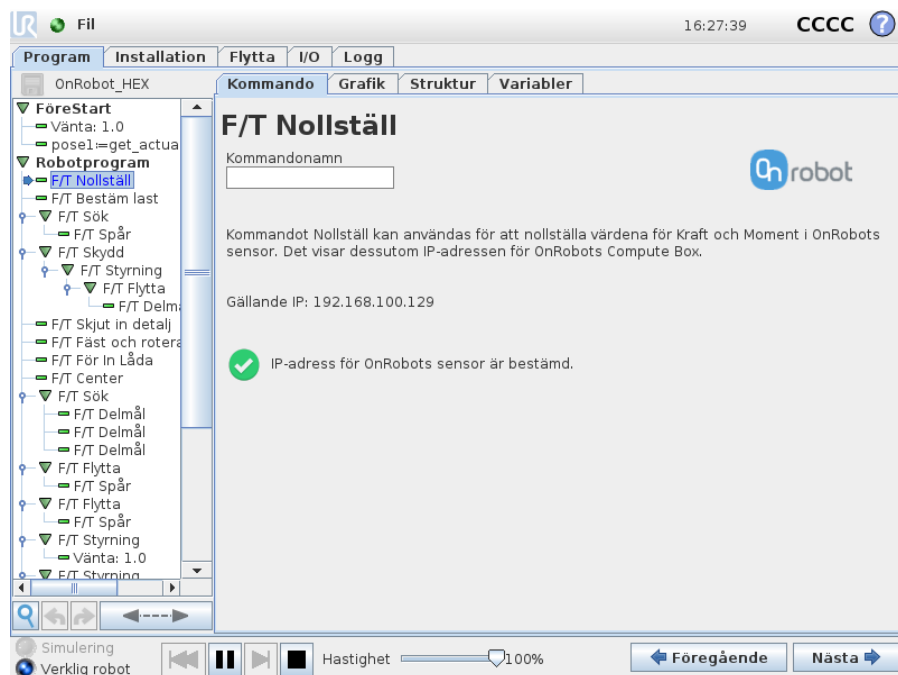 Fil
16:27:39
CCCC
?
Program
Installation
Flytta
I/O
Logg
OnRobot_HEX
Kommando
Grafik
Struktur
Variabler
FöreStart
Vänta: 1.0
pose1:=get_actua
Robotprogram
F/T Nollställ
F/T Bestäm last
F/T Sök
F/T Spår
F/T Skydd
F/T Styrning
F/T Flytta
F/T Delm
F/T Skjut in detalj
F/T Fäst och rotera
F/T För In Låda
F/T Center
F/T Sök
F/T Delmål
F/T Delmål
F/T Delmål
F/T Flytta
F/T Spår
F/T Flytta
F/T Spår
F/T Styrning
Vänta: 1.0
F/T Styrning
F/T Nollställ
Kommandonamn
On robot
Kommandot Nollställ kan användas för att nollställa värdena för Kraft och Moment i OnRobots
sensor. Det visar dessutom IP-adressen för OnRobots Compute Box.
Gällande IP: 192.168.100.129
IP-adress för OnRobots sensor är bestämd.
Simulering
Verklig robot
Hastighet
100%
Föregående
Nästa